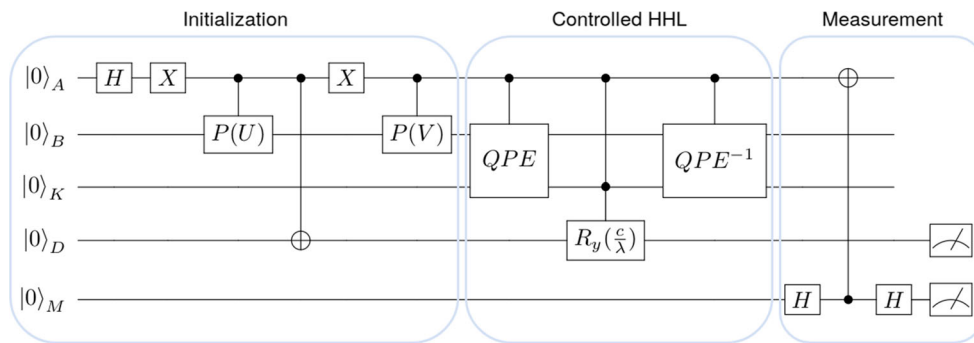 Initialization Controlled HHL Measurement
|0⟩_A H X X
|0⟩_B P(U) P(V)
QPE QPE⁻¹
|0⟩_K
|0⟩_D R_y(c/λ)
|0⟩_M H H